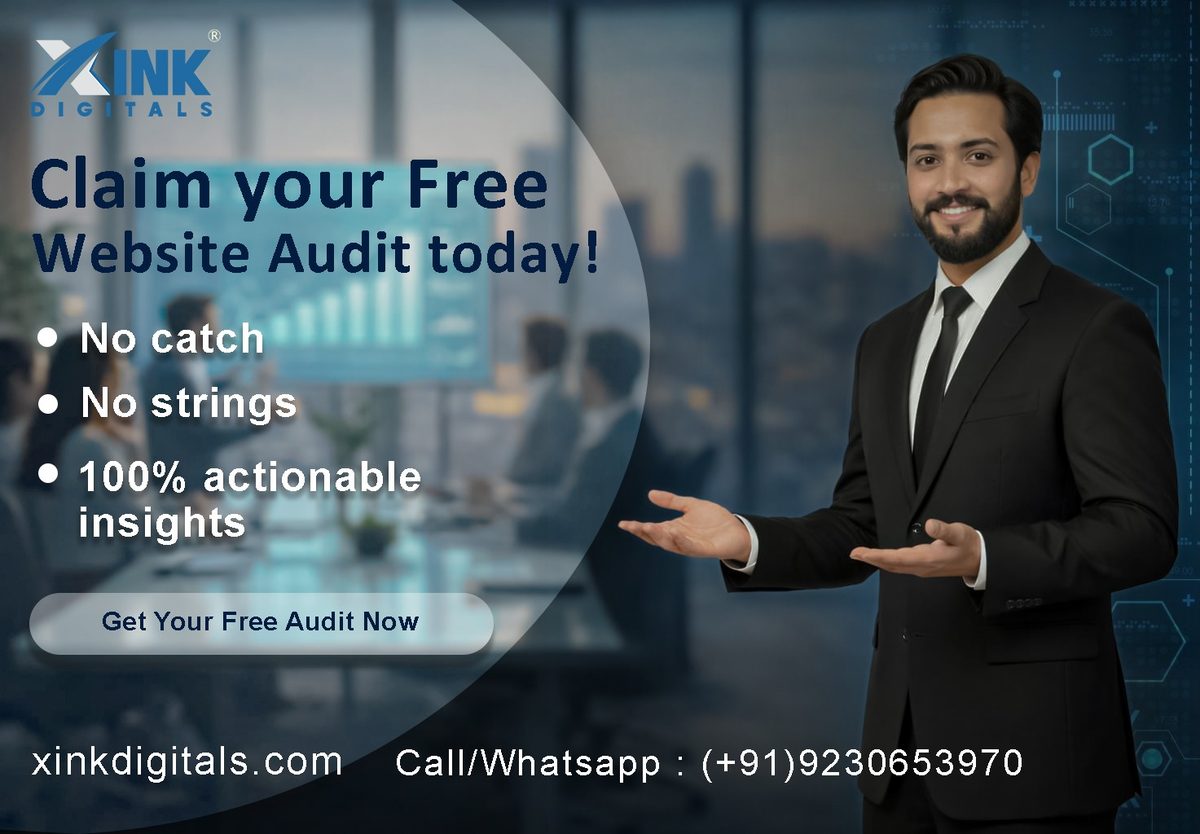 XINK®
DIGITALS
Claim your Free
Website Audit today!
• No catch
• No strings
• 100% actionable
insights
Get Your Free Audit Now
xinkdigitals.com
Call/Whatsapp : (+91)9230653970